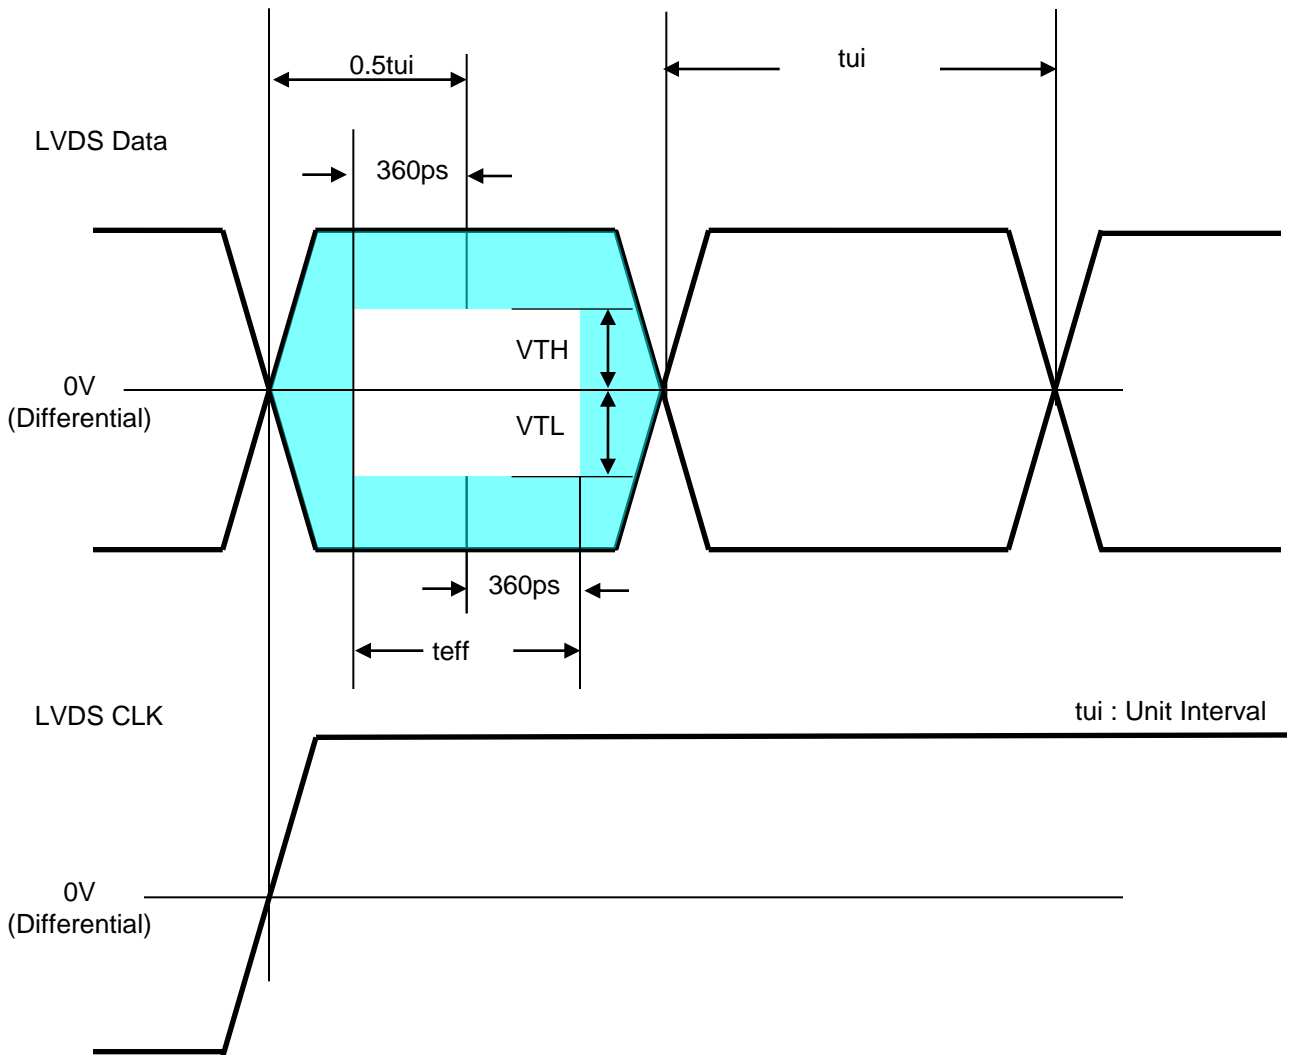 0.5tui
tui
LVDS Data
360ps
VTH
0V
(Differential)
VTL
360ps
teff
LVDS CLK
tui : Unit Interval
0V
(Differential)